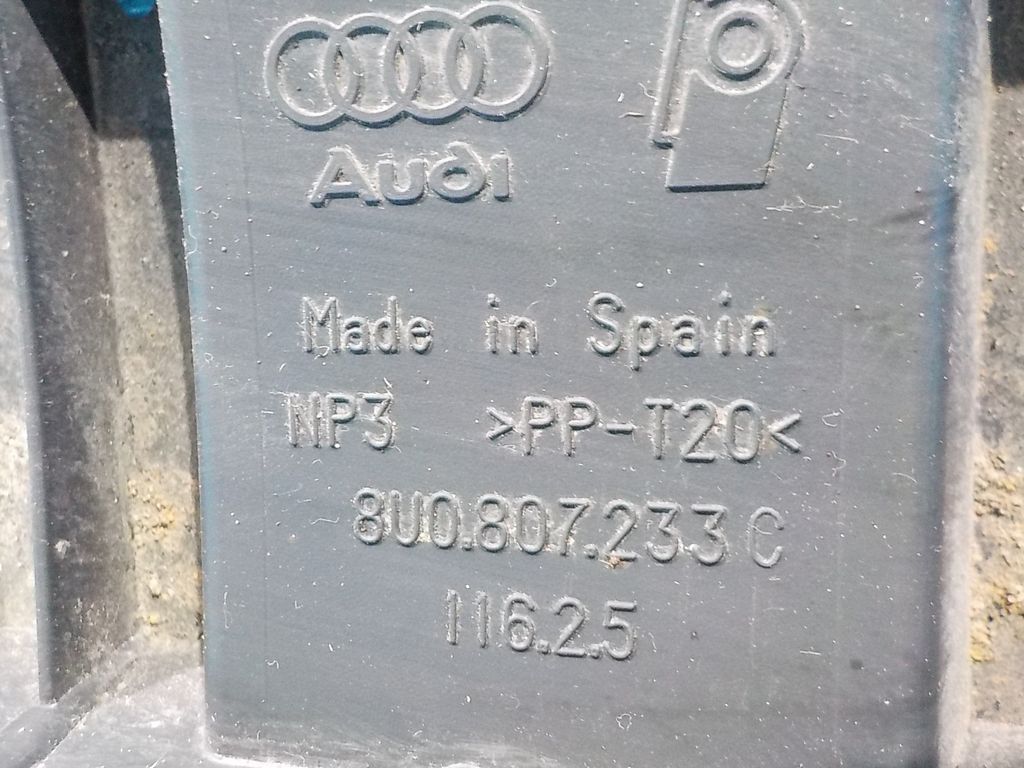 Audi
Made in Spain
NP3 >PP-T20<
8U0.807.233 C
116.2.5